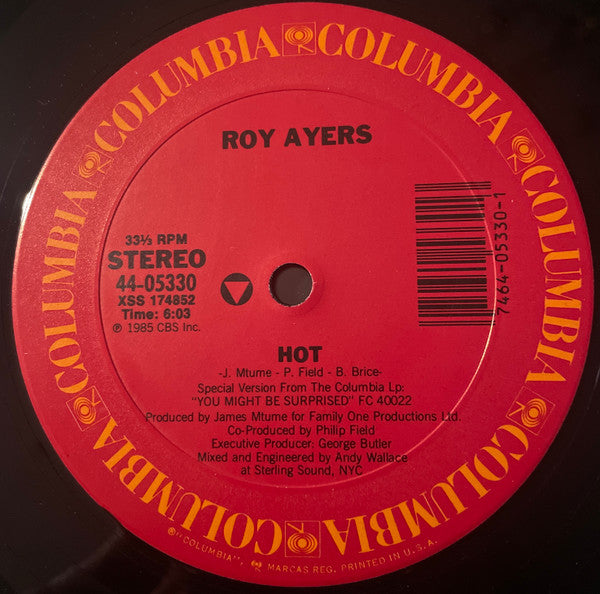 COLUMBIA COLUMBIA COLUMBIA COLUMBIA COLUMBIA COLUMBIA COLUMBIA COLUMBIA
ROY AYERS
33⅓ RPM
STEREO
44-05330
XSS 174852
Time: 6:03
℗ 1985 CBS Inc.
7464-05330-1
HOT
-J. Mtume - P. Field - B. Brice-
Special Version From The Columbia Lp:
"YOU MIGHT BE SURPRISED" FC 40022
Produced by James Mtume for Family One Productions Ltd.
Co-Produced by Philip Field
Executive Producer: George Butler
Mixed and Engineered by Andy Wallace
at Sterling Sound, NYC
®"COLUMBIA", MARCAS REG. PRINTED IN U.S.A.